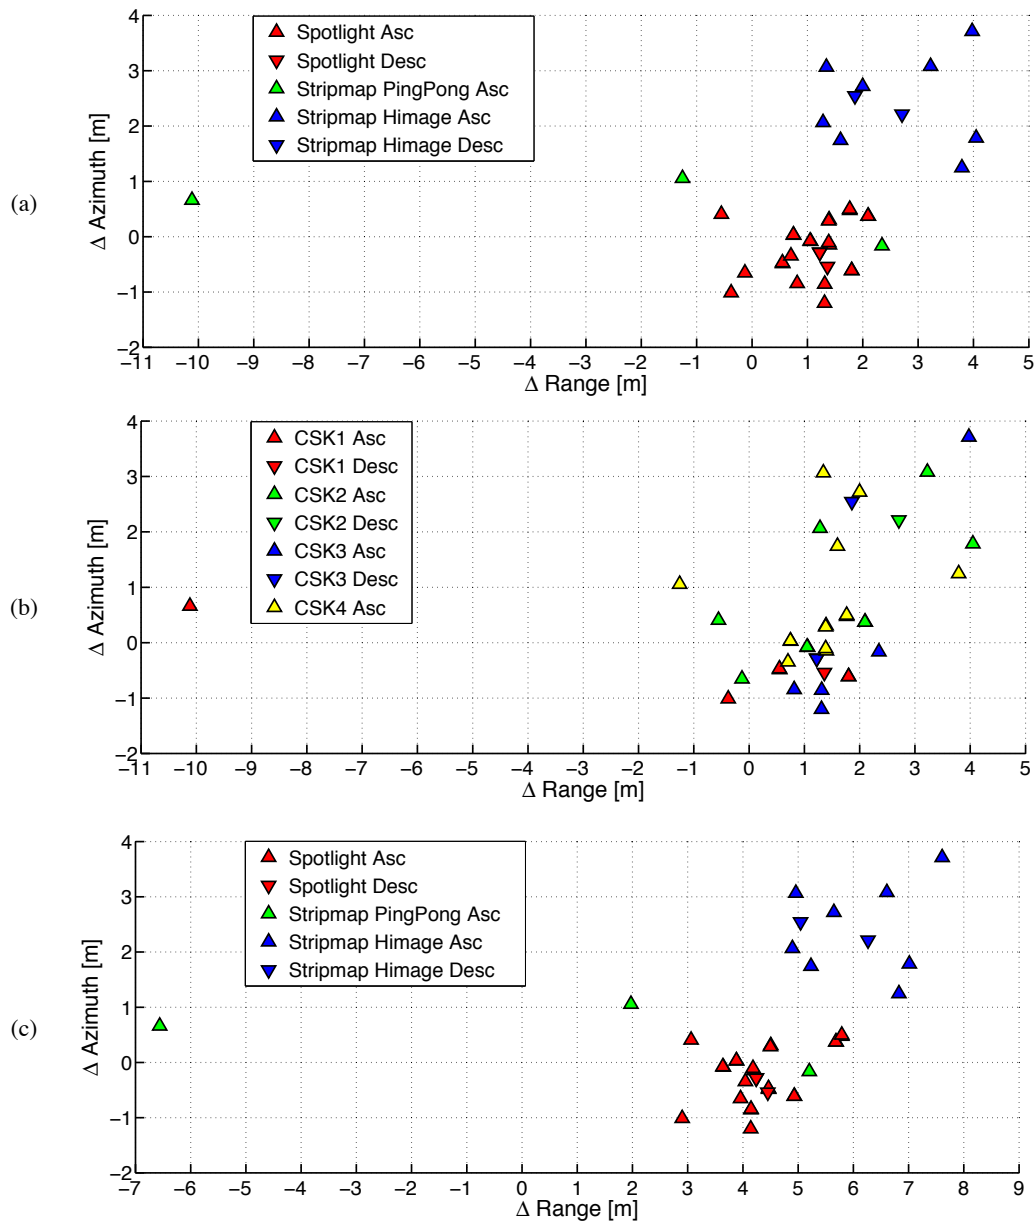 4
3
2
1
0
−1
−2
Δ Azimuth [m]
Spotlight Asc
Spotlight Desc
Stripmap PingPong Asc
Stripmap Himage Asc
Stripmap Himage Desc
(a)
−11 −10 −9 −8 −7 −6 −5 −4 −3 −2 −1 0 1 2 3 4 5
Δ Range [m]
4
3
2
1
0
−1
−2
Δ Azimuth [m]
CSK1 Asc
CSK1 Desc
CSK2 Asc
CSK2 Desc
CSK3 Asc
CSK3 Desc
CSK4 Asc
(b)
−11 −10 −9 −8 −7 −6 −5 −4 −3 −2 −1 0 1 2 3 4 5
Δ Range [m]
4
3
2
1
0
−1
−2
Δ Azimuth [m]
Spotlight Asc
Spotlight Desc
Stripmap PingPong Asc
Stripmap Himage Asc
Stripmap Himage Desc
(c)
−7 −6 −5 −4 −3 −2 −1 0 1 2 3 4 5 6 7 8 9
Δ Range [m]